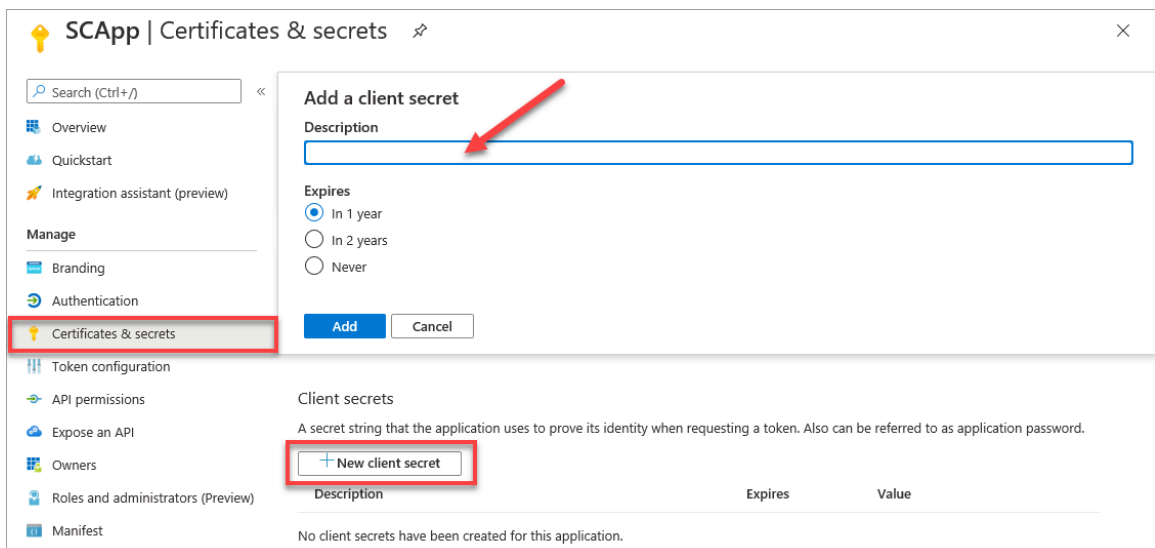 SCApp | Certificates & secrets
Search (Ctrl+/)
«
Overview
Quickstart
Integration assistant (preview)
Manage
Branding
Authentication
Certificates & secrets
Token configuration
API permissions
Expose an API
Owners
Roles and administrators (Preview)
Manifest
Add a client secret
Description
Expires
In 1 year
In 2 years
Never
Add Cancel
Client secrets
A secret string that the application uses to prove its identity when requesting a token. Also can be referred to as application password.
+ New client secret
Description Expires Value
No client secrets have been created for this application.